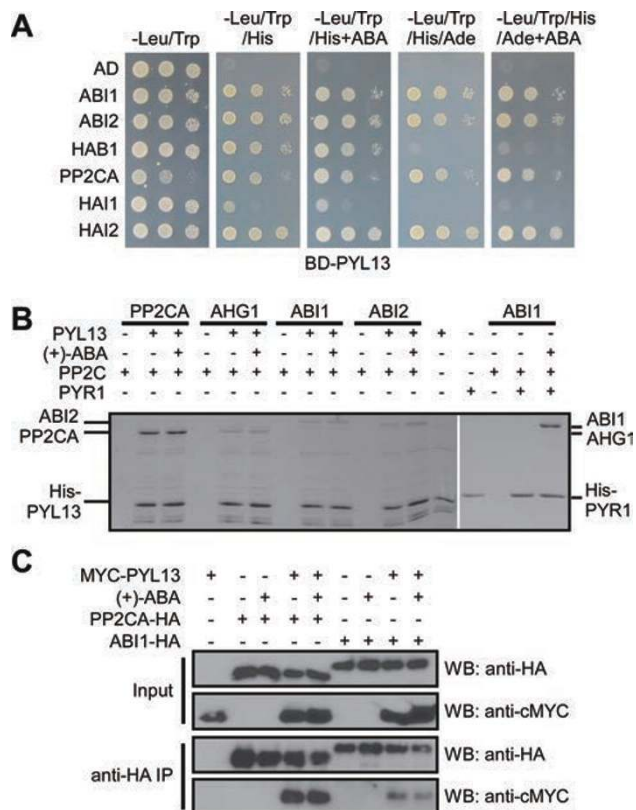 A
-Leu/Trp
-Leu/Trp
/His
-Leu/Trp
/His+ABA
-Leu/Trp
/His/Ade
-Leu/Trp/His
/Ade+ABA
AD
ABI1
ABI2
HAB1
PP2CA
HAI1
HAI2
BD-PYL13
B
PP2CA AHG1 ABI1 ABI2 ABI1
PYL13 - + + - + + - + + - + + + - - - -
(+)-ABA - - + - - + - - + - - + - - - - +
PP2C + + + + + + + + + + + + - - + + +
PYR1 - - - - - - - - - - - - - + - + +
ABI2
PP2CA
His-
PYL13
ABI1
AHG1
His-
PYR1
C
MYC-PYL13 + - - + + - - + +
(+)-ABA - - + - + - + - +
PP2CA-HA - + + + + - - - -
ABI1-HA - - - - - + + + +
Input
WB: anti-HA
WB: anti-cMYC
anti-HA IP
WB: anti-HA
WB: anti-cMYC